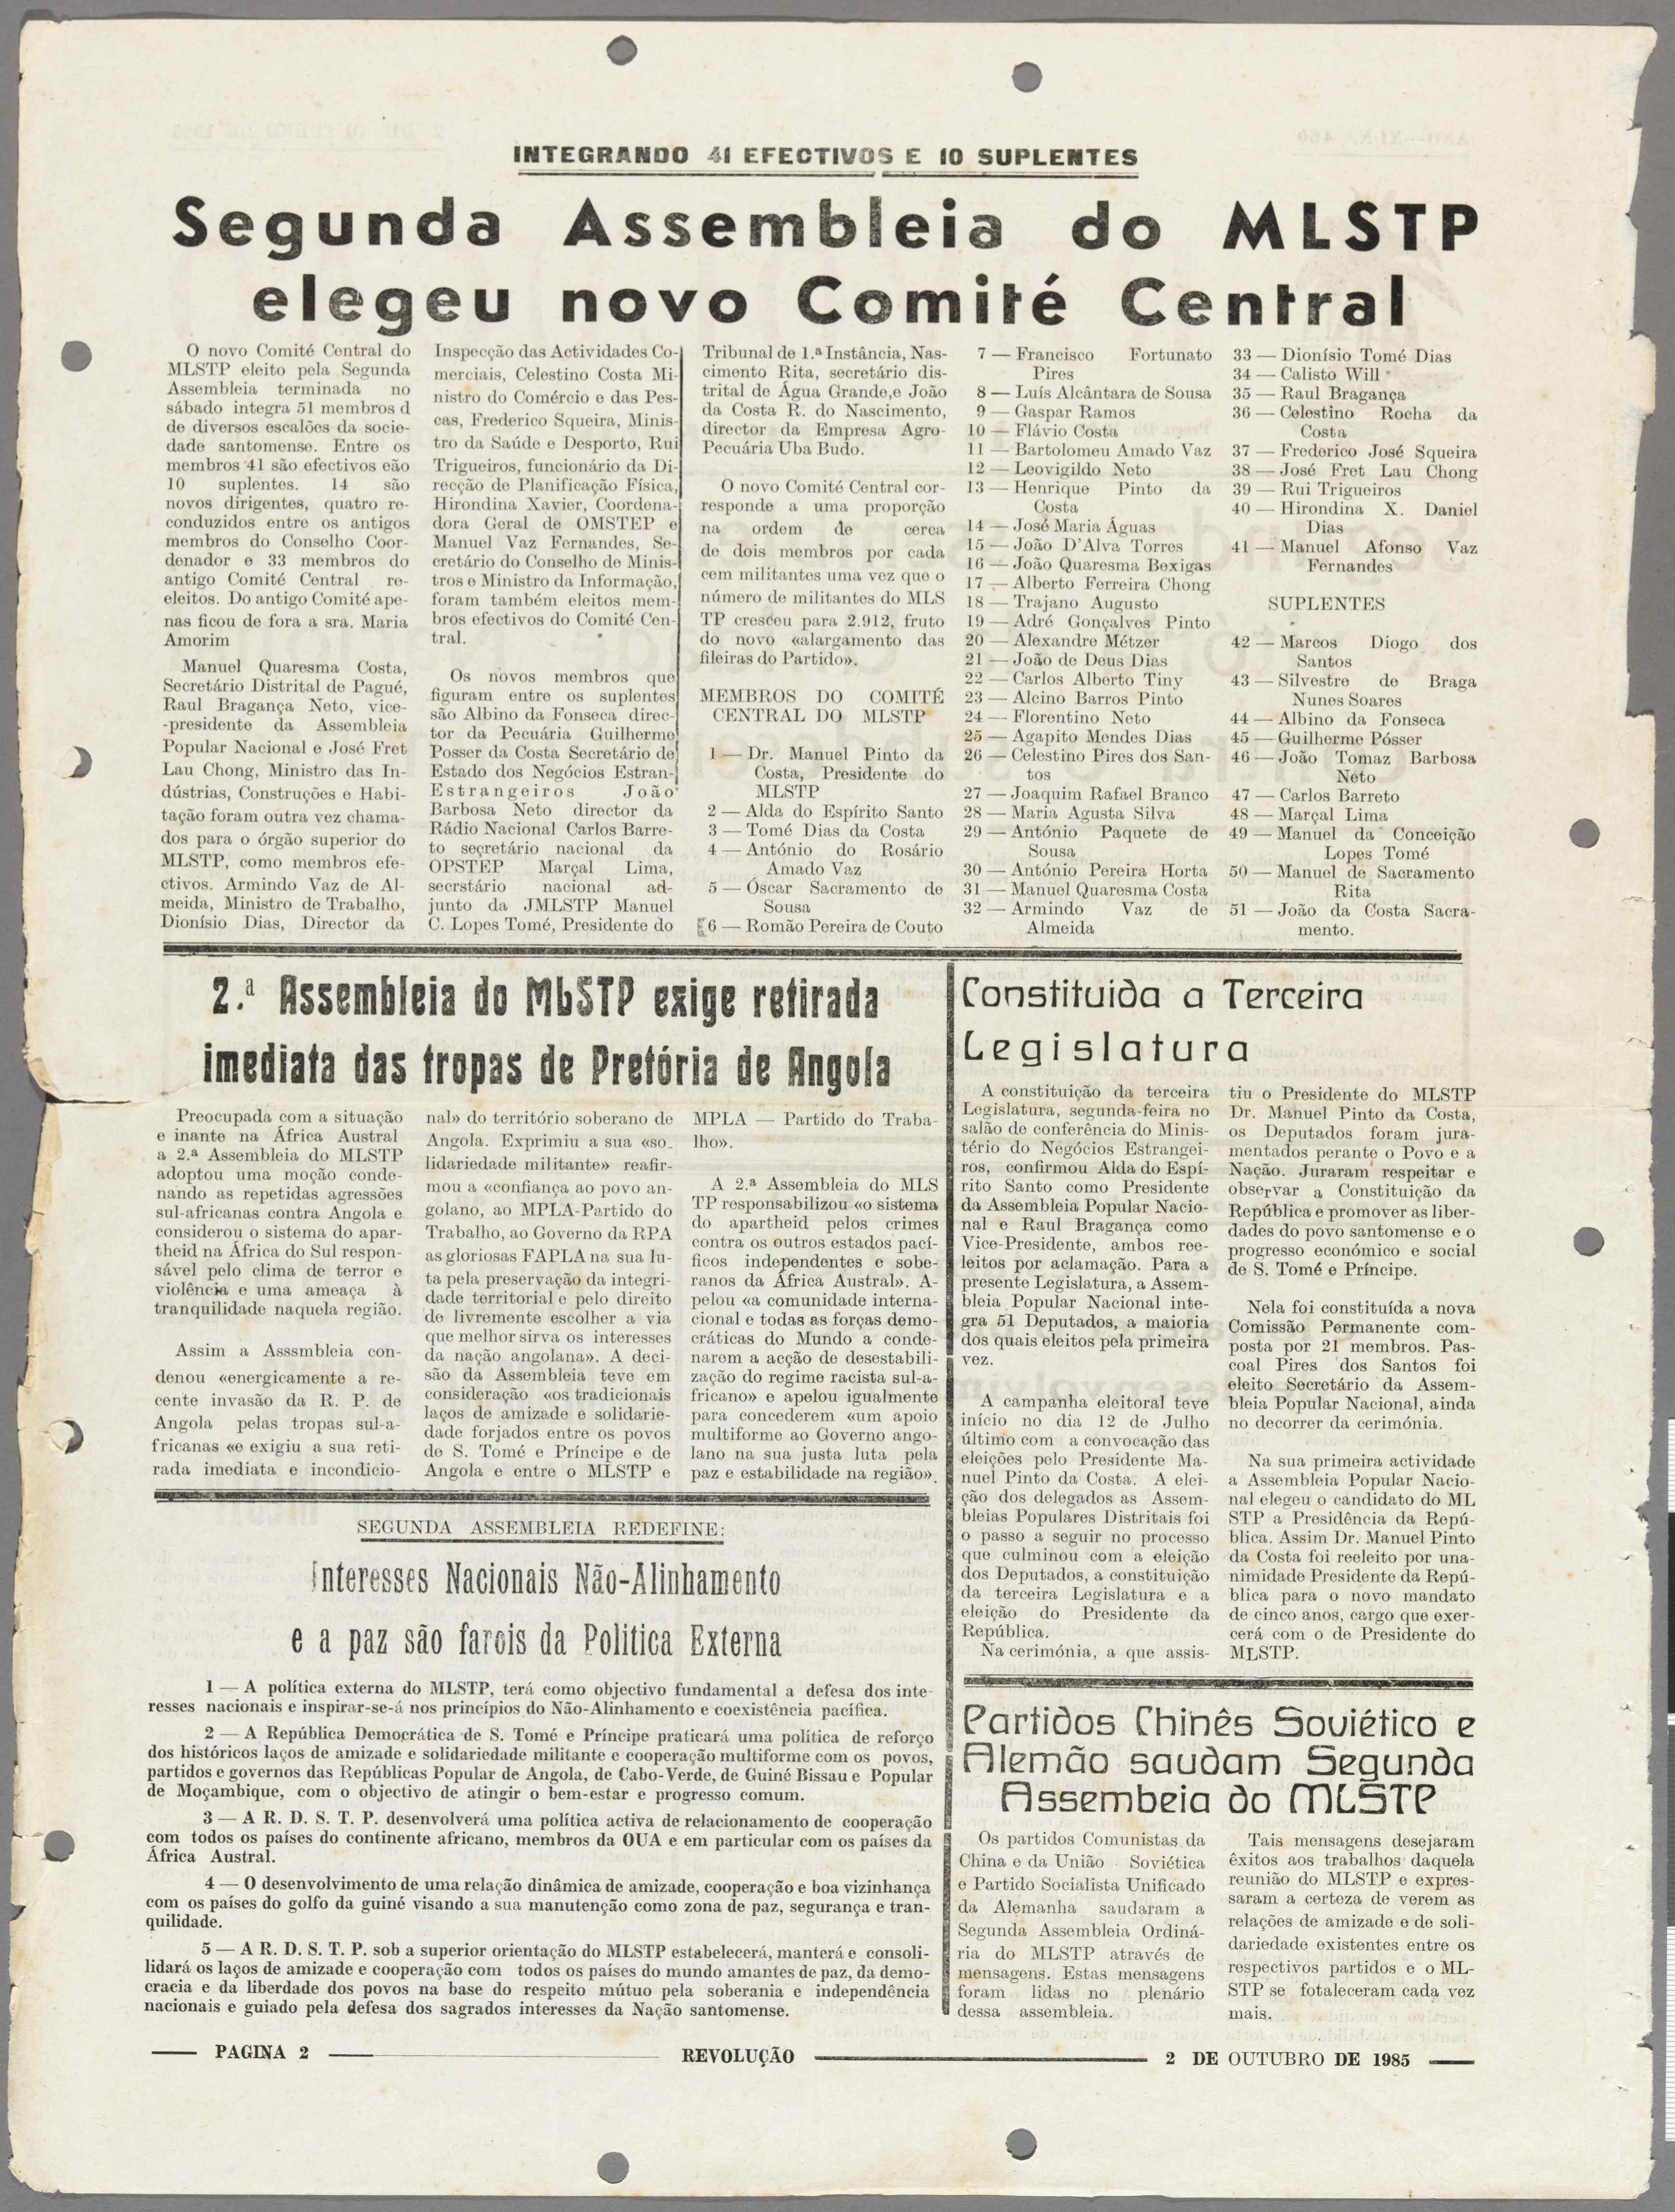 INTEGRANDO 41 EFECTIVOS E 10 SUPLENTES
Segunda Assembleia do MLSTP
elegeu novo Comité Central
O novo Comité Central do
MLSTP eleito pela Segunda
Assembleia terminada no
sábado integra 51 membros d
de diversos escalões da socie-
dade santomense. Entre os
membros 41 são efectivos eão
10 suplentes. 14 são
novos dirigentes, quatro re-
conduzidos entre os antigos
membros do Conselho Coor-
denador e 33 membros do
antigo Comité Central re-
eleitos. Do antigo Comité ape-
nas ficou de fora a sra. Maria
Amorim
Manuel Quaresma Costa,
Secretário Distrital de Pagué,
Raul Bragança Neto, vice-
-presidente da Assembleia
Popular Nacional e José Fret
Lau Chong, Ministro das In-
dústrias, Construções e Habi-
tação foram outra vez chama-
dos para o órgão superior do
MLSTP, como membros efe-
ctivos. Armindo Vaz de Al-
meida, Ministro de Trabalho,
Dionísio Dias, Director da
Inspecção das Actividades Co-
merciais, Celestino Costa Mi-
nistro do Comércio e das Pes-
cas, Frederico Squeira, Minis-
tro da Saúde e Desporto, Rui
Trigueiros, funcionário da Di-
recção de Planificação Física,
Hirondina Xavier, Coordena-
dora Geral de OMSTEP e
Manuel Vaz Fernandes, Se-
cretário do Conselho de Minis-
tros e Ministro da Informação,
foram também eleitos mem-
bros efectivos do Comité Cen-
tral.
Os novos membros que
figuram entre os suplentes
são Albino da Fonseca direc-
tor da Pecuária Guilherme
Posser da Costa Secretário de
Estado dos Negócios Estran-
Estrangeiros João
Barbosa Neto director da
Rádio Nacional Carlos Barre-
to seçretário nacional da
OPSTEP Marçal Lima,
secrstário nacional ad-
junto da JMLSTP Manuel
C. Lopes Tomé, Presidente do
Tribunal de 1.ª Instância, Nas-
cimento Rita, secretário dis-
trital de Água Grande,e João
da Costa R. do Nascimento,
director da Empresa Agro-
Pecuária Uba Budo.
O novo Comité Central cor-
responde a uma proporção
na ordem de cerca
de dois membros por cada
cem militantes uma vez que o
número de militantes do MLS
TP cresceu para 2.912, fruto
do novo «alargamento das
fileiras do Partido».
MEMBROS DO COMITÉ
CENTRAL DO MLSTP
1 — Dr. Manuel Pinto da
Costa, Presidente do
MLSTP
2 — Alda do Espírito Santo
3 — Tomé Dias da Costa
4 — António do Rosário
Amado Vaz
5 — Óscar Sacramento de
Sousa
6 — Romão Pereira de Couto
7 — Francisco Fortunato
Pires
8 — Luís Alcântara de Sousa
9 — Gaspar Ramos
10 — Flávio Costa
11 — Bartolomeu Amado Vaz
12 — Leovigildo Neto
13 — Henrique Pinto da
Costa
14 — José Maria Águas
15 — João D'Alva Torres
16 — João Quaresma Bexigas
17 — Alberto Ferreira Chong
18 — Trajano Augusto
19 — Adré Gonçalves Pinto
20 — Alexandre Métzer
21 — João de Deus Dias
22 — Carlos Alberto Tiny
23 — Alcino Barros Pinto
24 — Florentino Neto
25 — Agapito Mendes Dias
26 — Celestino Pires dos San-
tos
27 — Joaquim Rafael Branco
28 — Maria Agusta Silva
29 — António Paquete de
Sousa
30 — António Pereira Horta
31 — Manuel Quaresma Costa
32 — Armindo Vaz de
Almeida
33 — Dionísio Tomé Dias
34 — Calisto Will
35 — Raul Bragança
36 — Celestino Rocha da
Costa
37 — Frederico José Squeira
38 — José Fret Lau Chong
39 — Rui Trigueiros
40 — Hirondina X. Daniel
Dias
41 — Manuel Afonso Vaz
Fernandes
SUPLENTES
42 — Marcos Diogo dos
Santos
43 — Silvestre de Braga
Nunes Soares
44 — Albino da Fonseca
45 — Guilherme Pósser
46 — João Tomaz Barbosa
Neto
47 — Carlos Barreto
48 — Marçal Lima
49 — Manuel da Conceição
Lopes Tomé
50 — Manuel de Sacramento
Rita
51 — João da Costa Sacra-
mento.
2.ª Assembleia do MLSTP exige retirada
imediata das tropas de Pretória de Angola
Preocupada com a situação
e inante na África Austral
a 2.ª Assembleia do MLSTP
adoptou uma moção conde-
nando as repetidas agressões
sul-africanas contra Angola e
considerou o sistema do apar-
theid na África do Sul respon-
sável pelo clima de terror e
violência e uma ameaça à
tranquilidade naquela região.
Assim a Asssmbleia con-
denou «energicamente a re-
cente invasão da R. P. de
Angola pelas tropas sul-a-
fricanas «e exigiu a sua reti-
rada imediata e incondicio-
nal» do território soberano de
Angola. Exprimiu a sua «so-
lidariedade militante» reafir-
mou a «confiança ao povo an-
golano, ao MPLA-Partido do
Trabalho, ao Governo da RPA
as gloriosas FAPLA na sua lu-
ta pela preservação da integri-
dade territorial e pelo direito
de livremente escolher a via
que melhor sirva os interesses
da nação angolana». A deci-
são da Assembleia teve em
consideração «os tradicionais
laços de amizade e solidarie-
dade forjados entre os povos
de S. Tomé e Príncipe e de
Angola e entre o MLSTP e
MPLA — Partido do Traba-
lho».
A 2.ª Assembleia do MLS
TP responsabilizou «o sistema
do apartheid pelos crimes
contra os outros estados pací-
ficos independentes e sobe-
ranos da África Austral». A-
pelou «a comunidade interna-
cional e todas as forças demo-
cráticas do Mundo a conde-
narem a acção de desestabili-
zação do regime racista sul-a-
fricano» e apelou igualmente
para concederem «um apoio
multiforme ao Governo ango-
lano na sua justa luta pela
paz e estabilidade na região».
Constituida a Terceira
Legislatura
A constituição da terceira
Legislatura, segunda-feira no
salão de conferência do Minis-
tério do Negócios Estrangei-
ros, confirmou Alda do Espí-
rito Santo como Presidente
da Assembleia Popular Nacio-
nal e Raul Bragança como
Vice-Presidente, ambos ree-
leitos por aclamação. Para a
presente Legislatura, a Assem-
bleia Popular Nacional inte-
gra 51 Deputados, a maioria
dos quais eleitos pela primeira
vez.
A campanha eleitoral teve
início no dia 12 de Julho
último com a convocação das
eleições pelo Presidente Ma-
nuel Pinto da Costa. A elei-
ção dos delegados as Assem-
bleias Populares Distritais foi
o passo a seguir no processo
que culminou com a eleição
dos Deputados, a constituição
da terceira Legislatura e a
eleição do Presidente da
República.
Na cerimónia, a que assis-
tiu o Presidente do MLSTP
Dr. Manuel Pinto da Costa,
os Deputados foram jura-
mentados perante o Povo e a
Nação. Juraram respeitar e
observar a Constituição da
República e promover as liber-
dades do povo santomense e o
progresso económico e social
de S. Tomé e Príncipe.
Nela foi constituída a nova
Comissão Permanente com-
posta por 21 membros. Pas-
coal Pires dos Santos foi
eleito Secretário da Assem-
bleia Popular Nacional, ainda
no decorrer da cerimónia.
Na sua primeira actividade
a Assembleia Popular Nacio-
nal elegeu o candidato do ML
STP a Presidência da Repú-
blica. Assim Dr. Manuel Pinto
da Costa foi reeleito por una-
nimidade Presidente da Repú-
blica para o novo mandato
de cinco anos, cargo que exer-
cerá com o de Presidente do
MLSTP.
SEGUNDA ASSEMBLEIA REDEFINE:
Interesses Nacionais Não-Alinhamento
e a paz são farois da Politica Externa
1 — A política externa do MLSTP, terá como objectivo fundamental a defesa dos inte-
resses nacionais e inspirar-se-á nos princípios do Não-Alinhamento e coexistência pacífica.
2 — A República Democrática de S. Tomé e Príncipe praticará uma política de reforço
dos históricos laços de amizade e solidariedade militante e cooperação multiforme com os povos,
partidos e governos das Repúblicas Popular de Angola, de Cabo-Verde, de Guiné Bissau e Popular
de Moçambique, com o objectivo de atingir o bem-estar e progresso comum.
3 — A R. D. S. T. P. desenvolverá uma política activa de relacionamento de cooperação
com todos os países do continente africano, membros da OUA e em particular com os países da
África Austral.
4 — O desenvolvimento de uma relação dinâmica de amizade, cooperação e boa vizinhança
com os países do golfo da guiné visando a sua manutenção como zona de paz, segurança e tran-
quilidade.
5 — A R. D. S. T. P. sob a superior orientação do MLSTP estabelecerá, manterá e consoli-
lidará os laços de amizade e cooperação com todos os países do mundo amantes de paz, da demo-
cracia e da liberdade dos povos na base do respeito mútuo pela soberania e independência
nacionais e guiado pela defesa dos sagrados interesses da Nação santomense.
Partidos Chinês Soviético e
Alemão saudam Segunda
Assembeia do MLSTP
Os partidos Comunistas da
China e da União Soviética
e Partido Socialista Unificado
da Alemanha saudaram a
Segunda Assembleia Ordiná-
ria do MLSTP através de
mensagens. Estas mensagens
foram lidas no plenário
dessa assembleia.
Tais mensagens desejaram
êxitos aos trabalhos daquela
reunião do MLSTP e expres-
saram a certeza de verem as
relações de amizade e de soli-
dariedade existentes entre os
respectivos partidos e o ML-
STP se fotaleceram cada vez
mais.
PAGINA 2
REVOLUÇÃO
2 DE OUTUBRO DE 1985